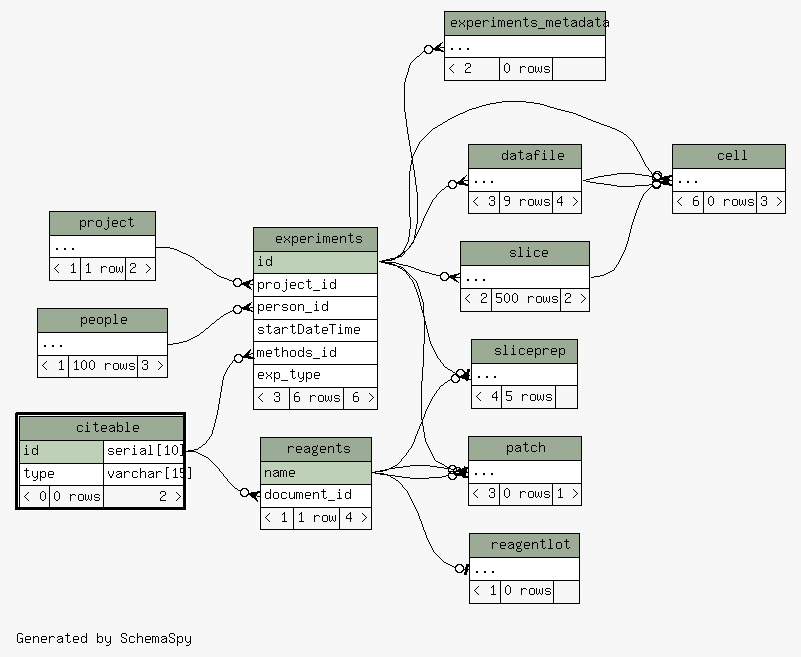 experiments_metadata
...
< 2 0 rows
datafile
...
< 3 9 rows 4 >
cell
...
< 6 0 rows 3 >
project
...
< 1 1 row 2 >
experiments
id
project_id
person_id
startDateTime
methods_id
exp_type
< 3 6 rows 6 >
slice
...
< 2 500 rows 2 >
people
...
< 1 100 rows 3 >
sliceprep
...
< 4 5 rows
citeable
id serial[10]
type varchar[15]
< 0 0 rows 2 >
reagents
name
document_id
< 1 1 row 4 >
patch
...
< 3 0 rows 1 >
reagentlot
...
< 1 0 rows
Generated by SchemaSpy